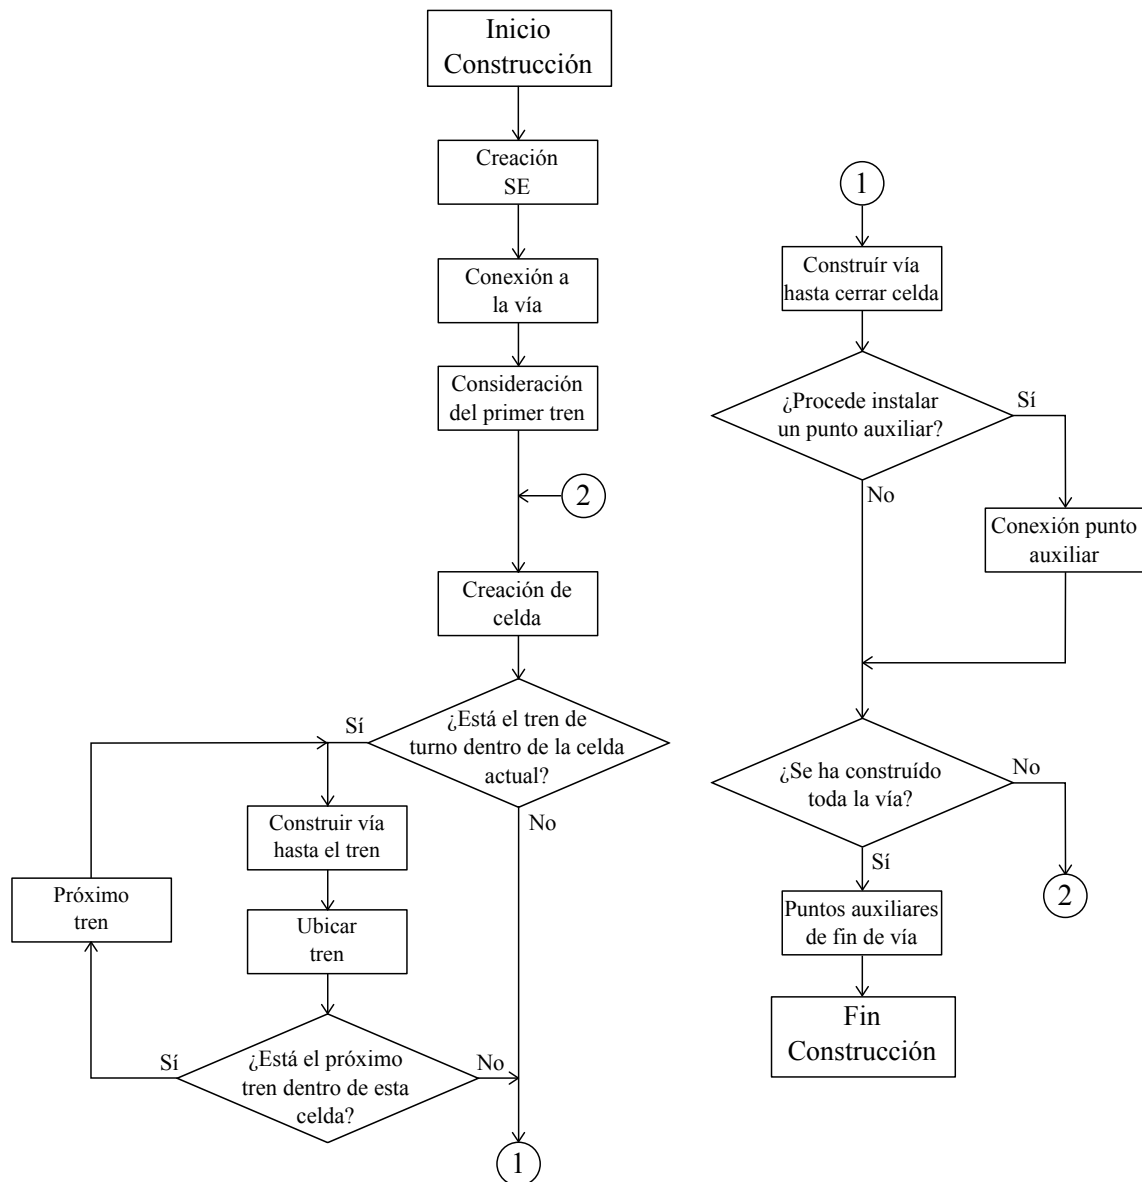 Inicio
Construcción
Creación
SE
Conexión a
la vía
Consideración
del primer tren
2
Creación de
celda
¿Está el tren de
turno dentro de la celda
actual?
Sí
No
Construir vía
hasta el tren
Próximo
tren
Ubicar
tren
¿Está el próximo
tren dentro de esta
celda?
Sí
No
1
1
Construír vía
hasta cerrar celda
¿Procede instalar
un punto auxiliar?
Sí
No
Conexión punto
auxiliar
¿Se ha construído
toda la vía?
No
Sí
2
Puntos auxiliares
de fin de vía
Fin
Construcción